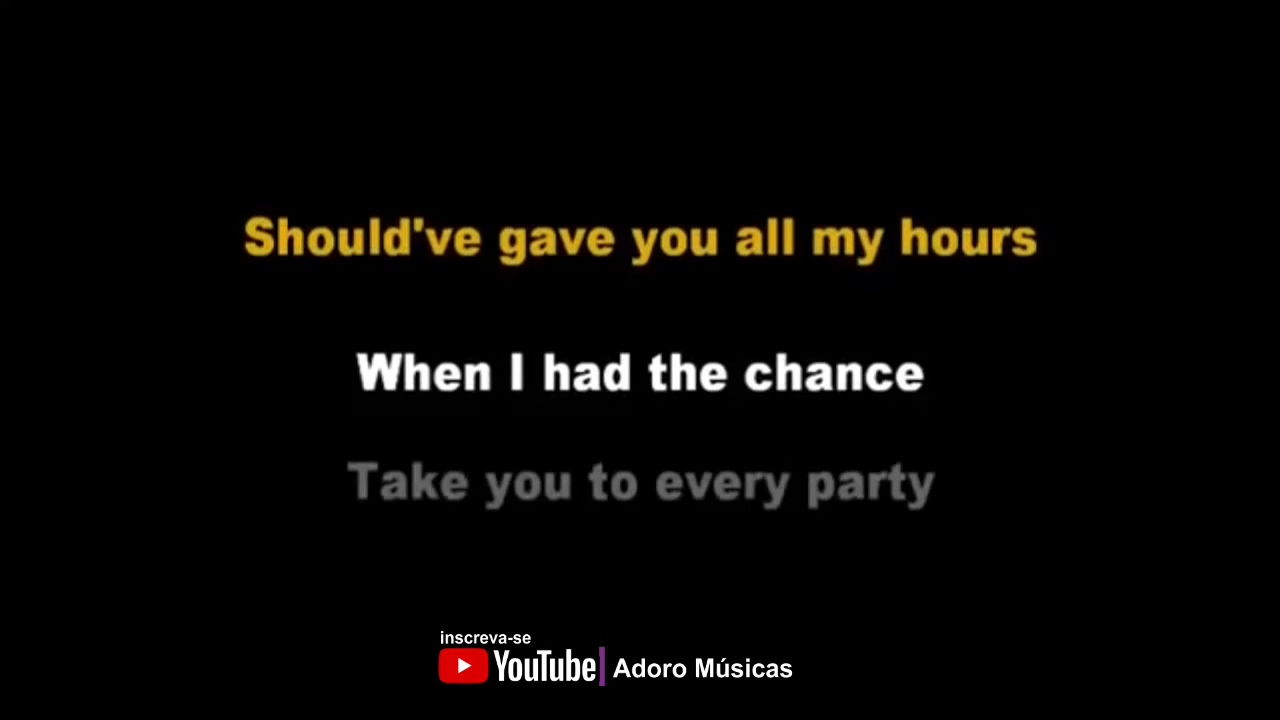 Should've gave you all my hours
When I had the chance
Take you to every party
inscreva-se
YouTube | Adoro Músicas